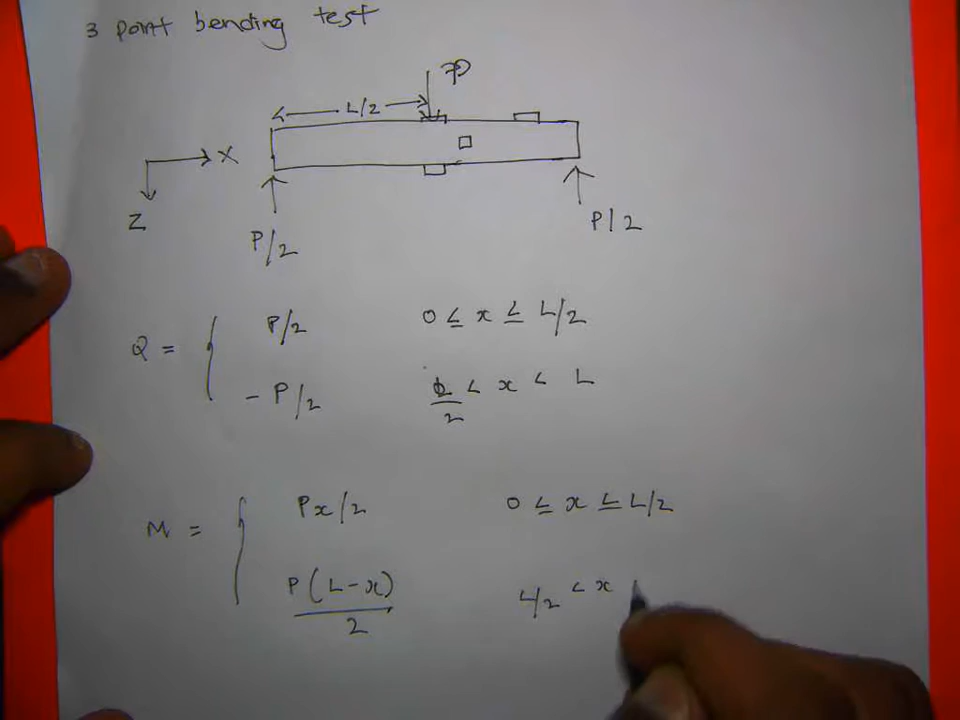 3 point bending test
P
L/2
X
Z
P/2
P/2
Q = { P/2 0 ≤ x ≤ L/2
- P/2 L/2 < x < L
M = { Px/2 0 ≤ x ≤ L/2
P(L-x)/2 L/2 < x